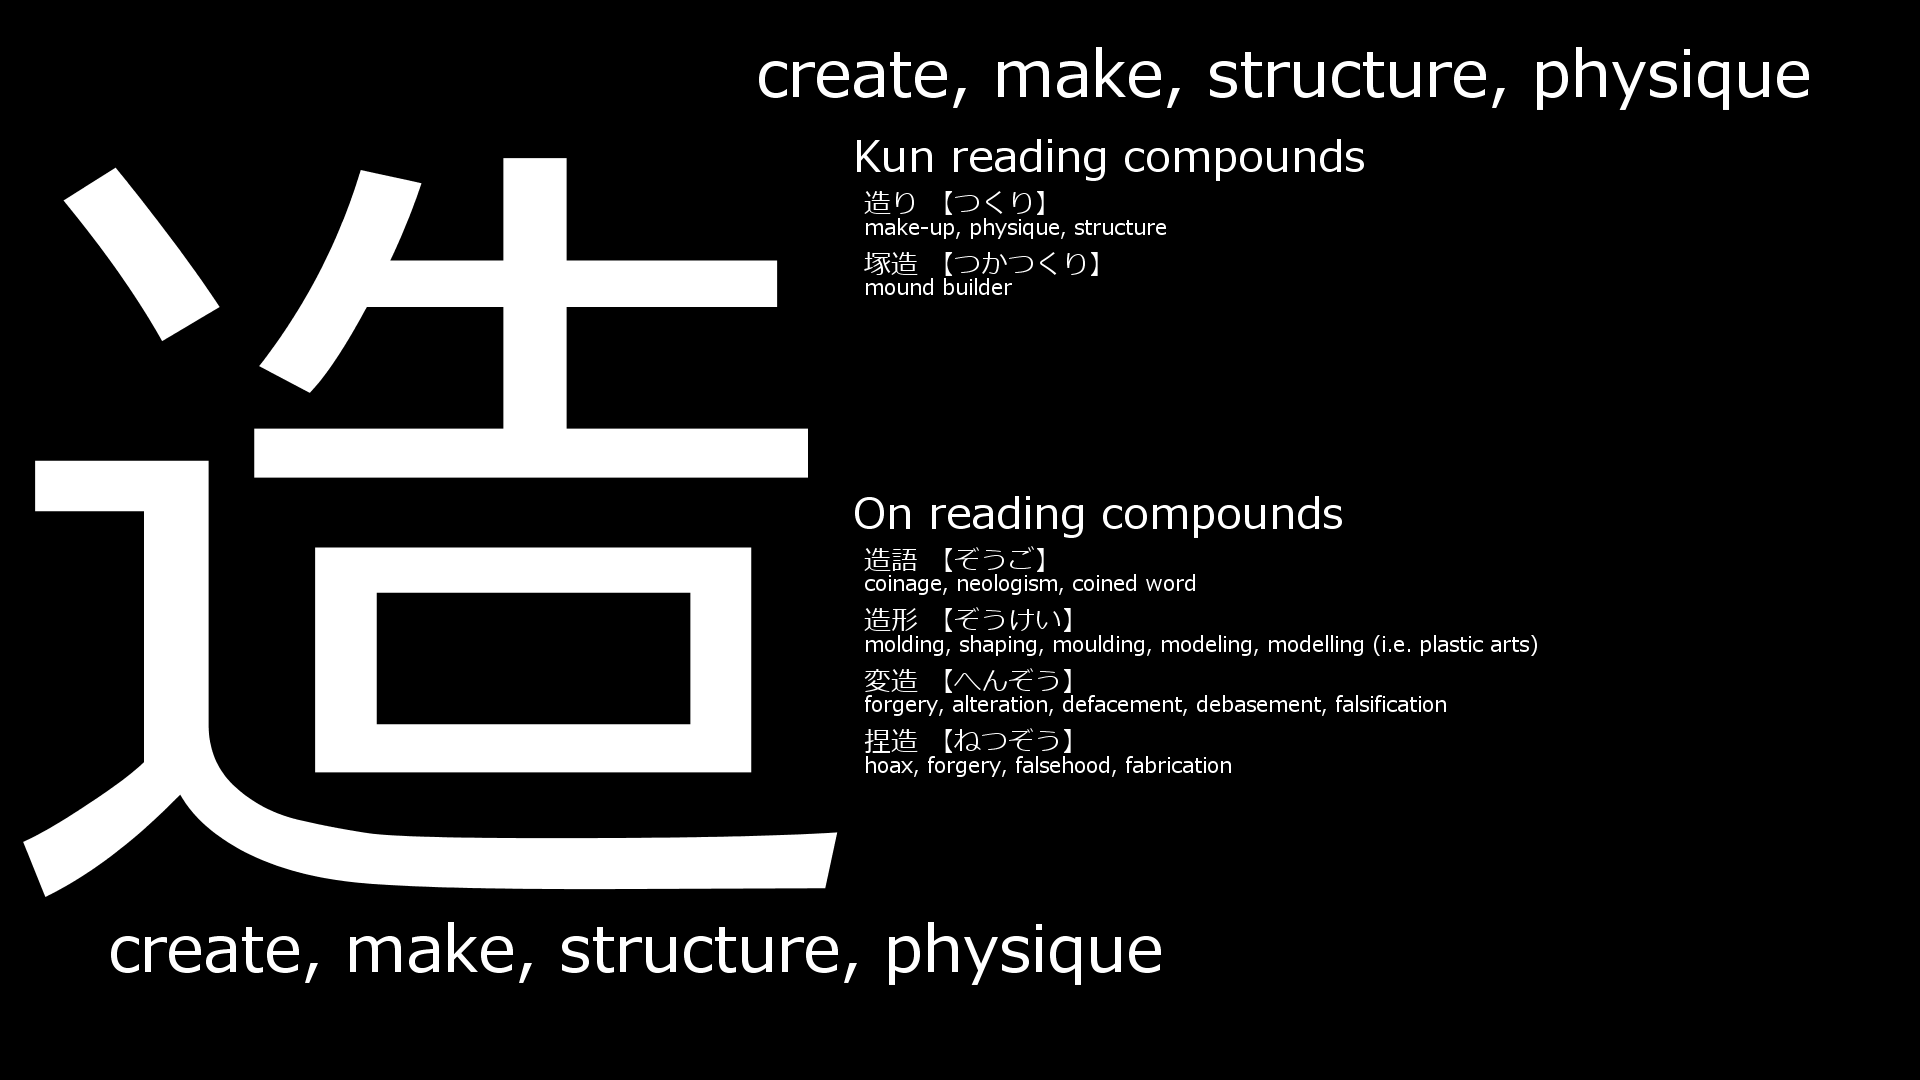 create, make, structure, physique
造
Kun reading compounds
造り 【つくり】
make-up, physique, structure
塚造 【つかつくり】
mound builder
On reading compounds
造語 【ぞうご】
coinage, neologism, coined word
造形 【ぞうけい】
molding, shaping, moulding, modeling, modelling (i.e. plastic arts)
変造 【へんぞう】
forgery, alteration, defacement, debasement, falsification
捏造 【ねつぞう】
hoax, forgery, falsehood, fabrication
create, make, structure, physique